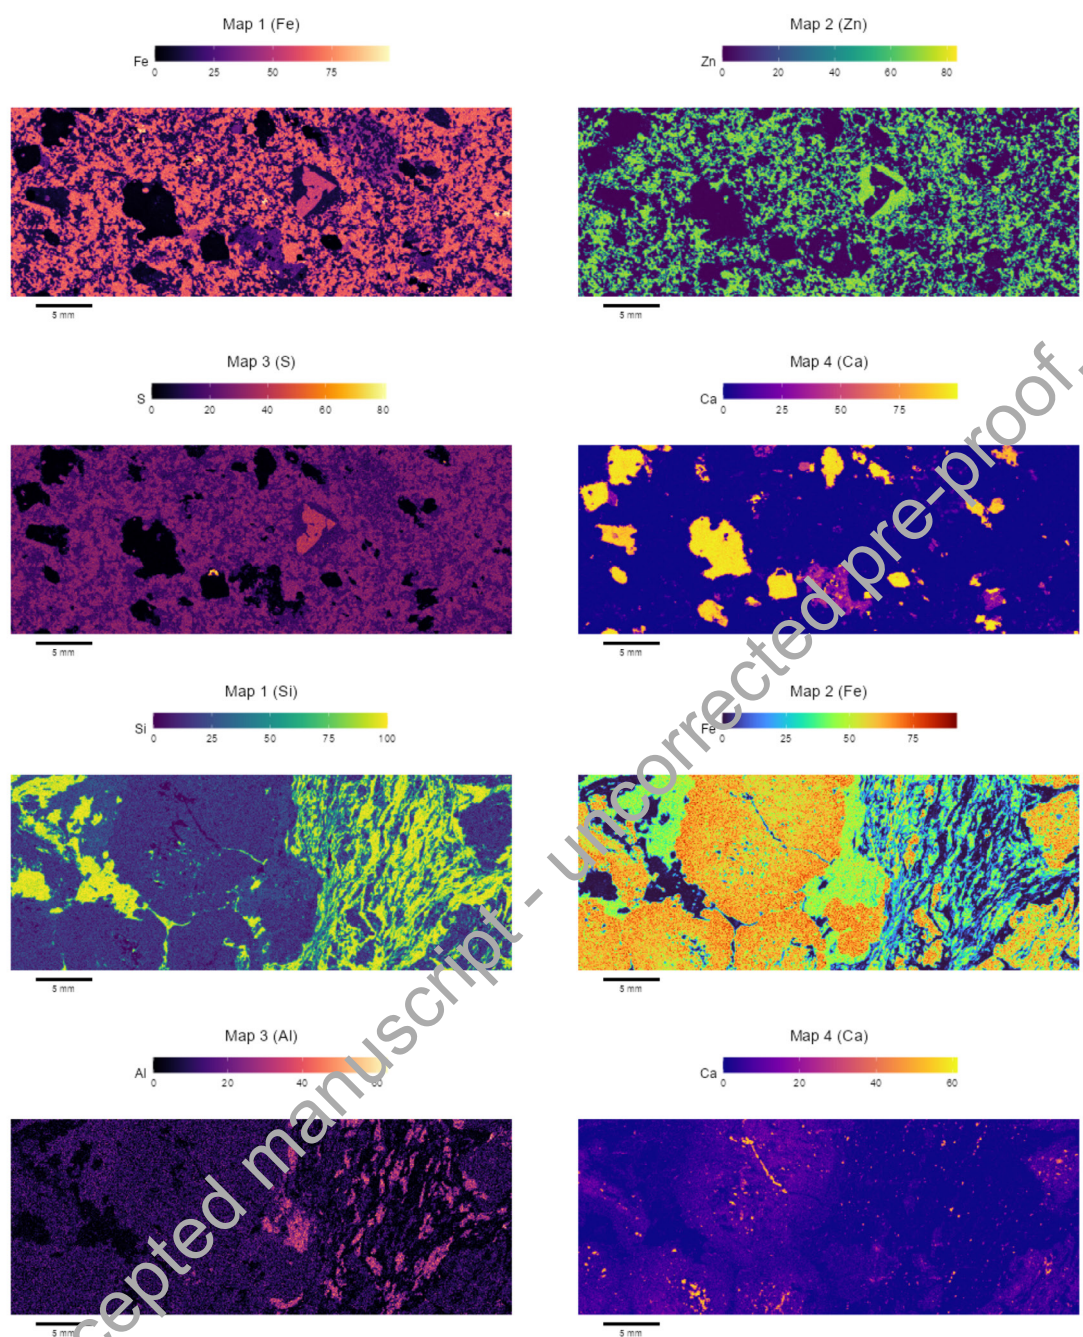 Map 1 (Fe)
Fe
0 25 50 75
5 mm
Map 2 (Zn)
Zn
0 20 40 60 80
5 mm
Map 3 (S)
S
0 20 40 60 80
5 mm
Map 4 (Ca)
Ca
0 25 50 75
5 mm
Map 1 (Si)
Si
0 25 50 75 100
5 mm
Map 2 (Fe)
Fe
0 25 50 75
5 mm
Map 3 (Al)
Al
0 20 40 60
5 mm
Map 4 (Ca)
Ca
0 20 40 60
5 mm
cepted manuscript - uncorrected pre-proof.